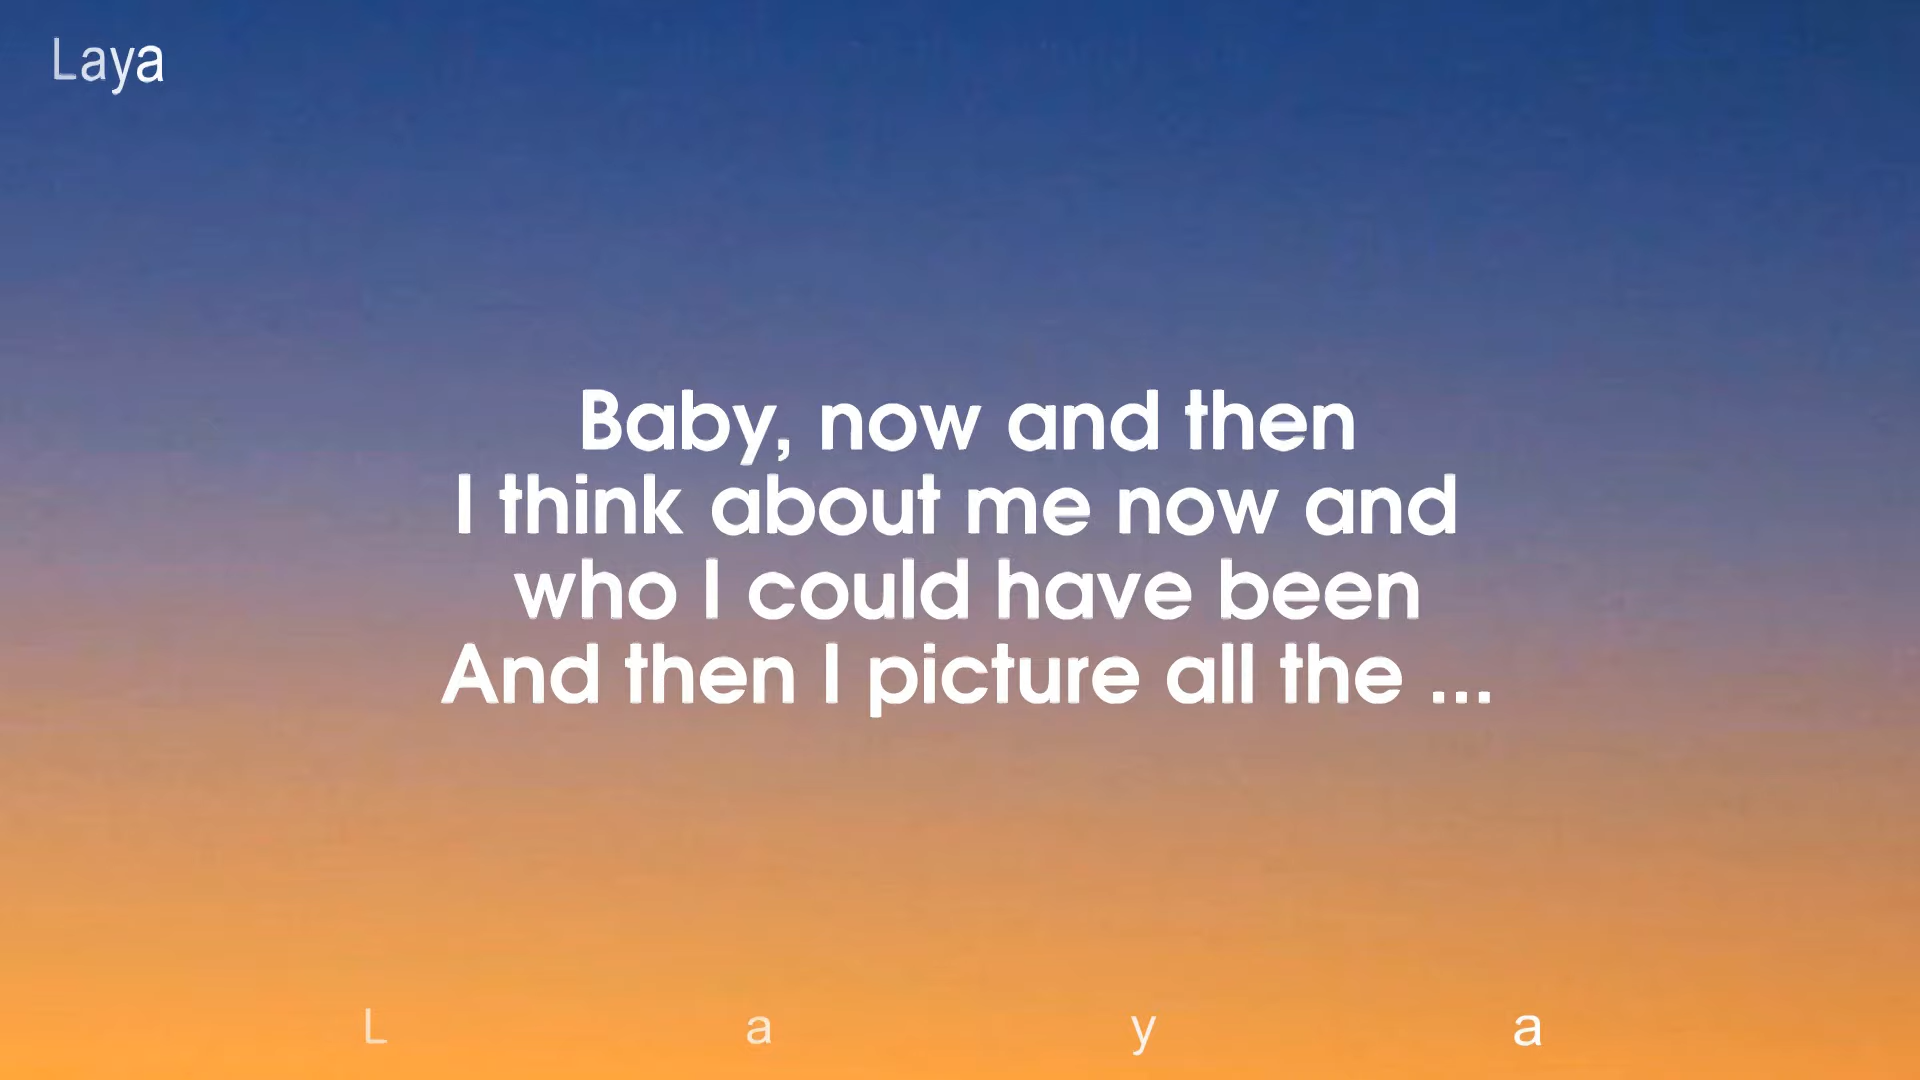 Laya
Baby, now and then
I think about me now and
who I could have been
And then I picture all the ...
L a y a